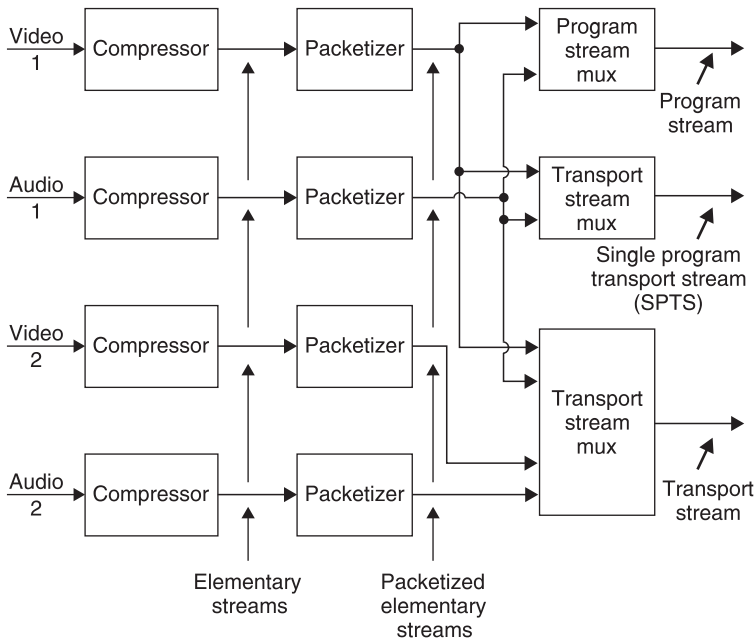 Video
1
Compressor
Packetizer
Program
stream
mux
Program
stream
Audio
1
Compressor
Packetizer
Transport
stream
mux
Single program
transport stream
(SPTS)
Video
2
Compressor
Packetizer
Transport
stream
mux
Audio
2
Compressor
Packetizer
Transport
stream
Elementary
streams
Packetized
elementary
streams